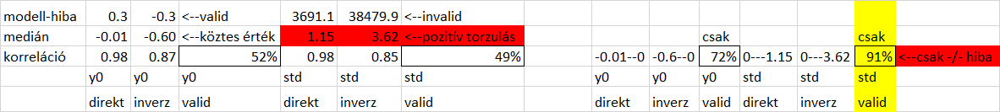 modell-hiba 0.3 -0.3 <--valid 3691.1 38479.9 <--invalid
medián -0.01 -0.60 <--köztes érték 1.15 3.62 <--pozitív torzulás csak csak
korreláció 0.98 0.87 52% 0.98 0.85 49% -0.01--0 -0.6--0 72% 0---1.15 0---3.62 91% <--csak -/- hiba
y0 y0 y0 std std std y0 y0 y0 std std std
direkt inverz valid direkt inverz valid direkt inverz valid direkt inverz valid